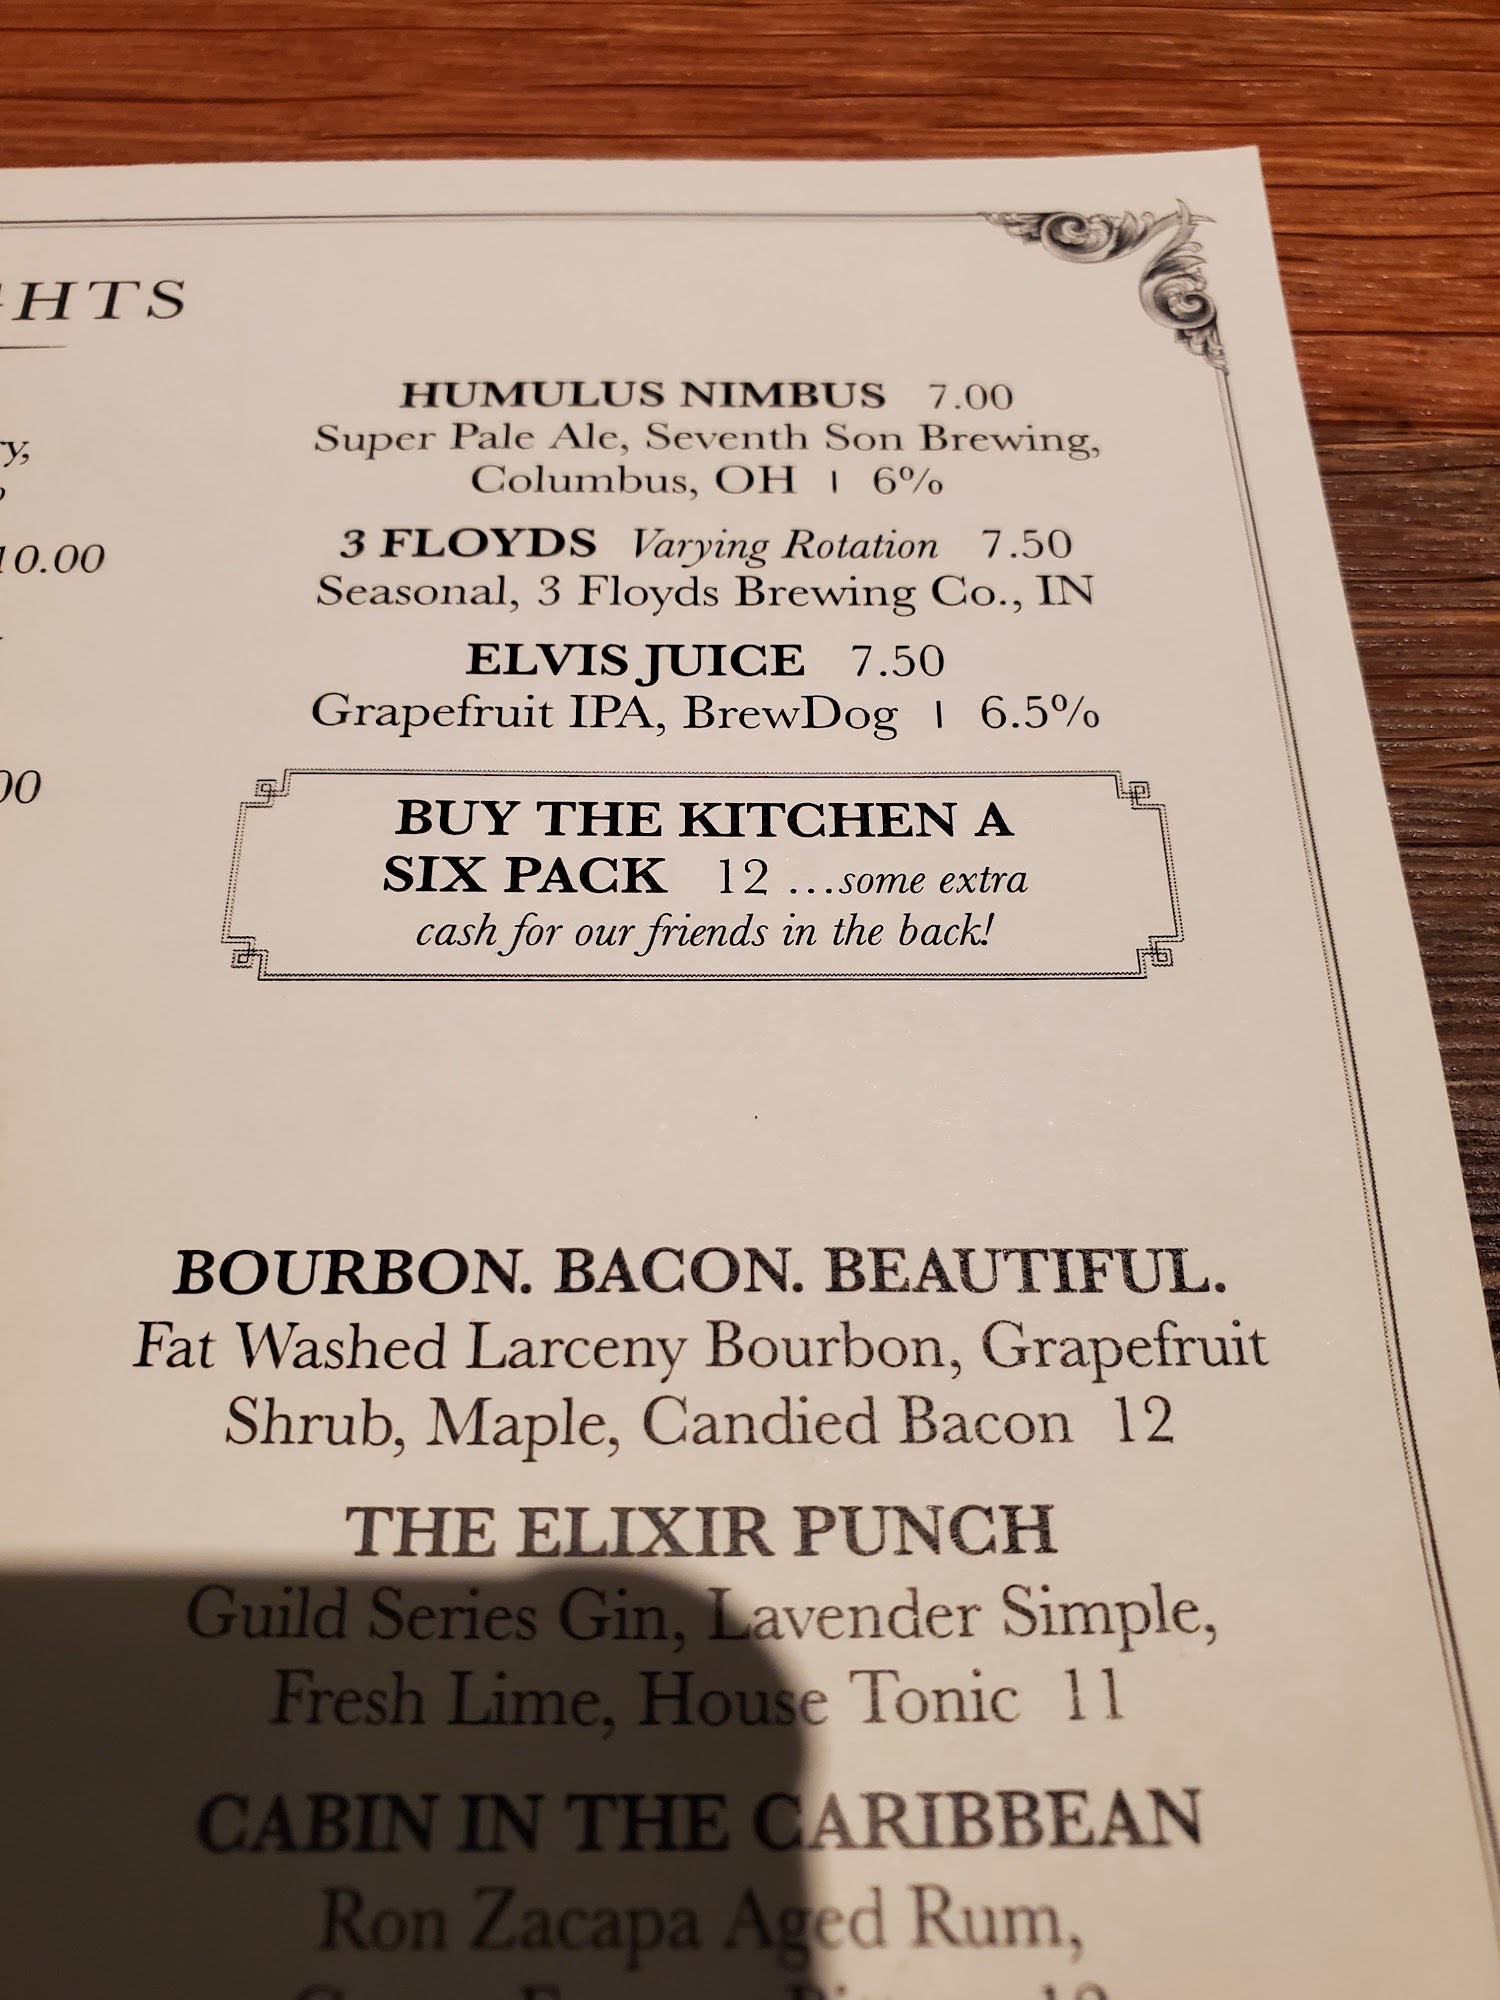 GHTS
ry,
10.00
00
HUMULUS NIMBUS 7.00
Super Pale Ale, Seventh Son Brewing,
Columbus, OH | 6%
3 FLOYDS Varying Rotation 7.50
Seasonal, 3 Floyds Brewing Co., IN
ELVIS JUICE 7.50
Grapefruit IPA, BrewDog | 6.5%
BUY THE KITCHEN A
SIX PACK 12 ...some extra
cash for our friends in the back!
BOURBON. BACON. BEAUTIFUL.
Fat Washed Larceny Bourbon, Grapefruit
Shrub, Maple, Candied Bacon 12
THE ELIXIR PUNCH
Guild Series Gin, Lavender Simple,
Fresh Lime, House Tonic 11
CABIN IN THE CARIBBEAN
Ron Zacapa Aged Rum,